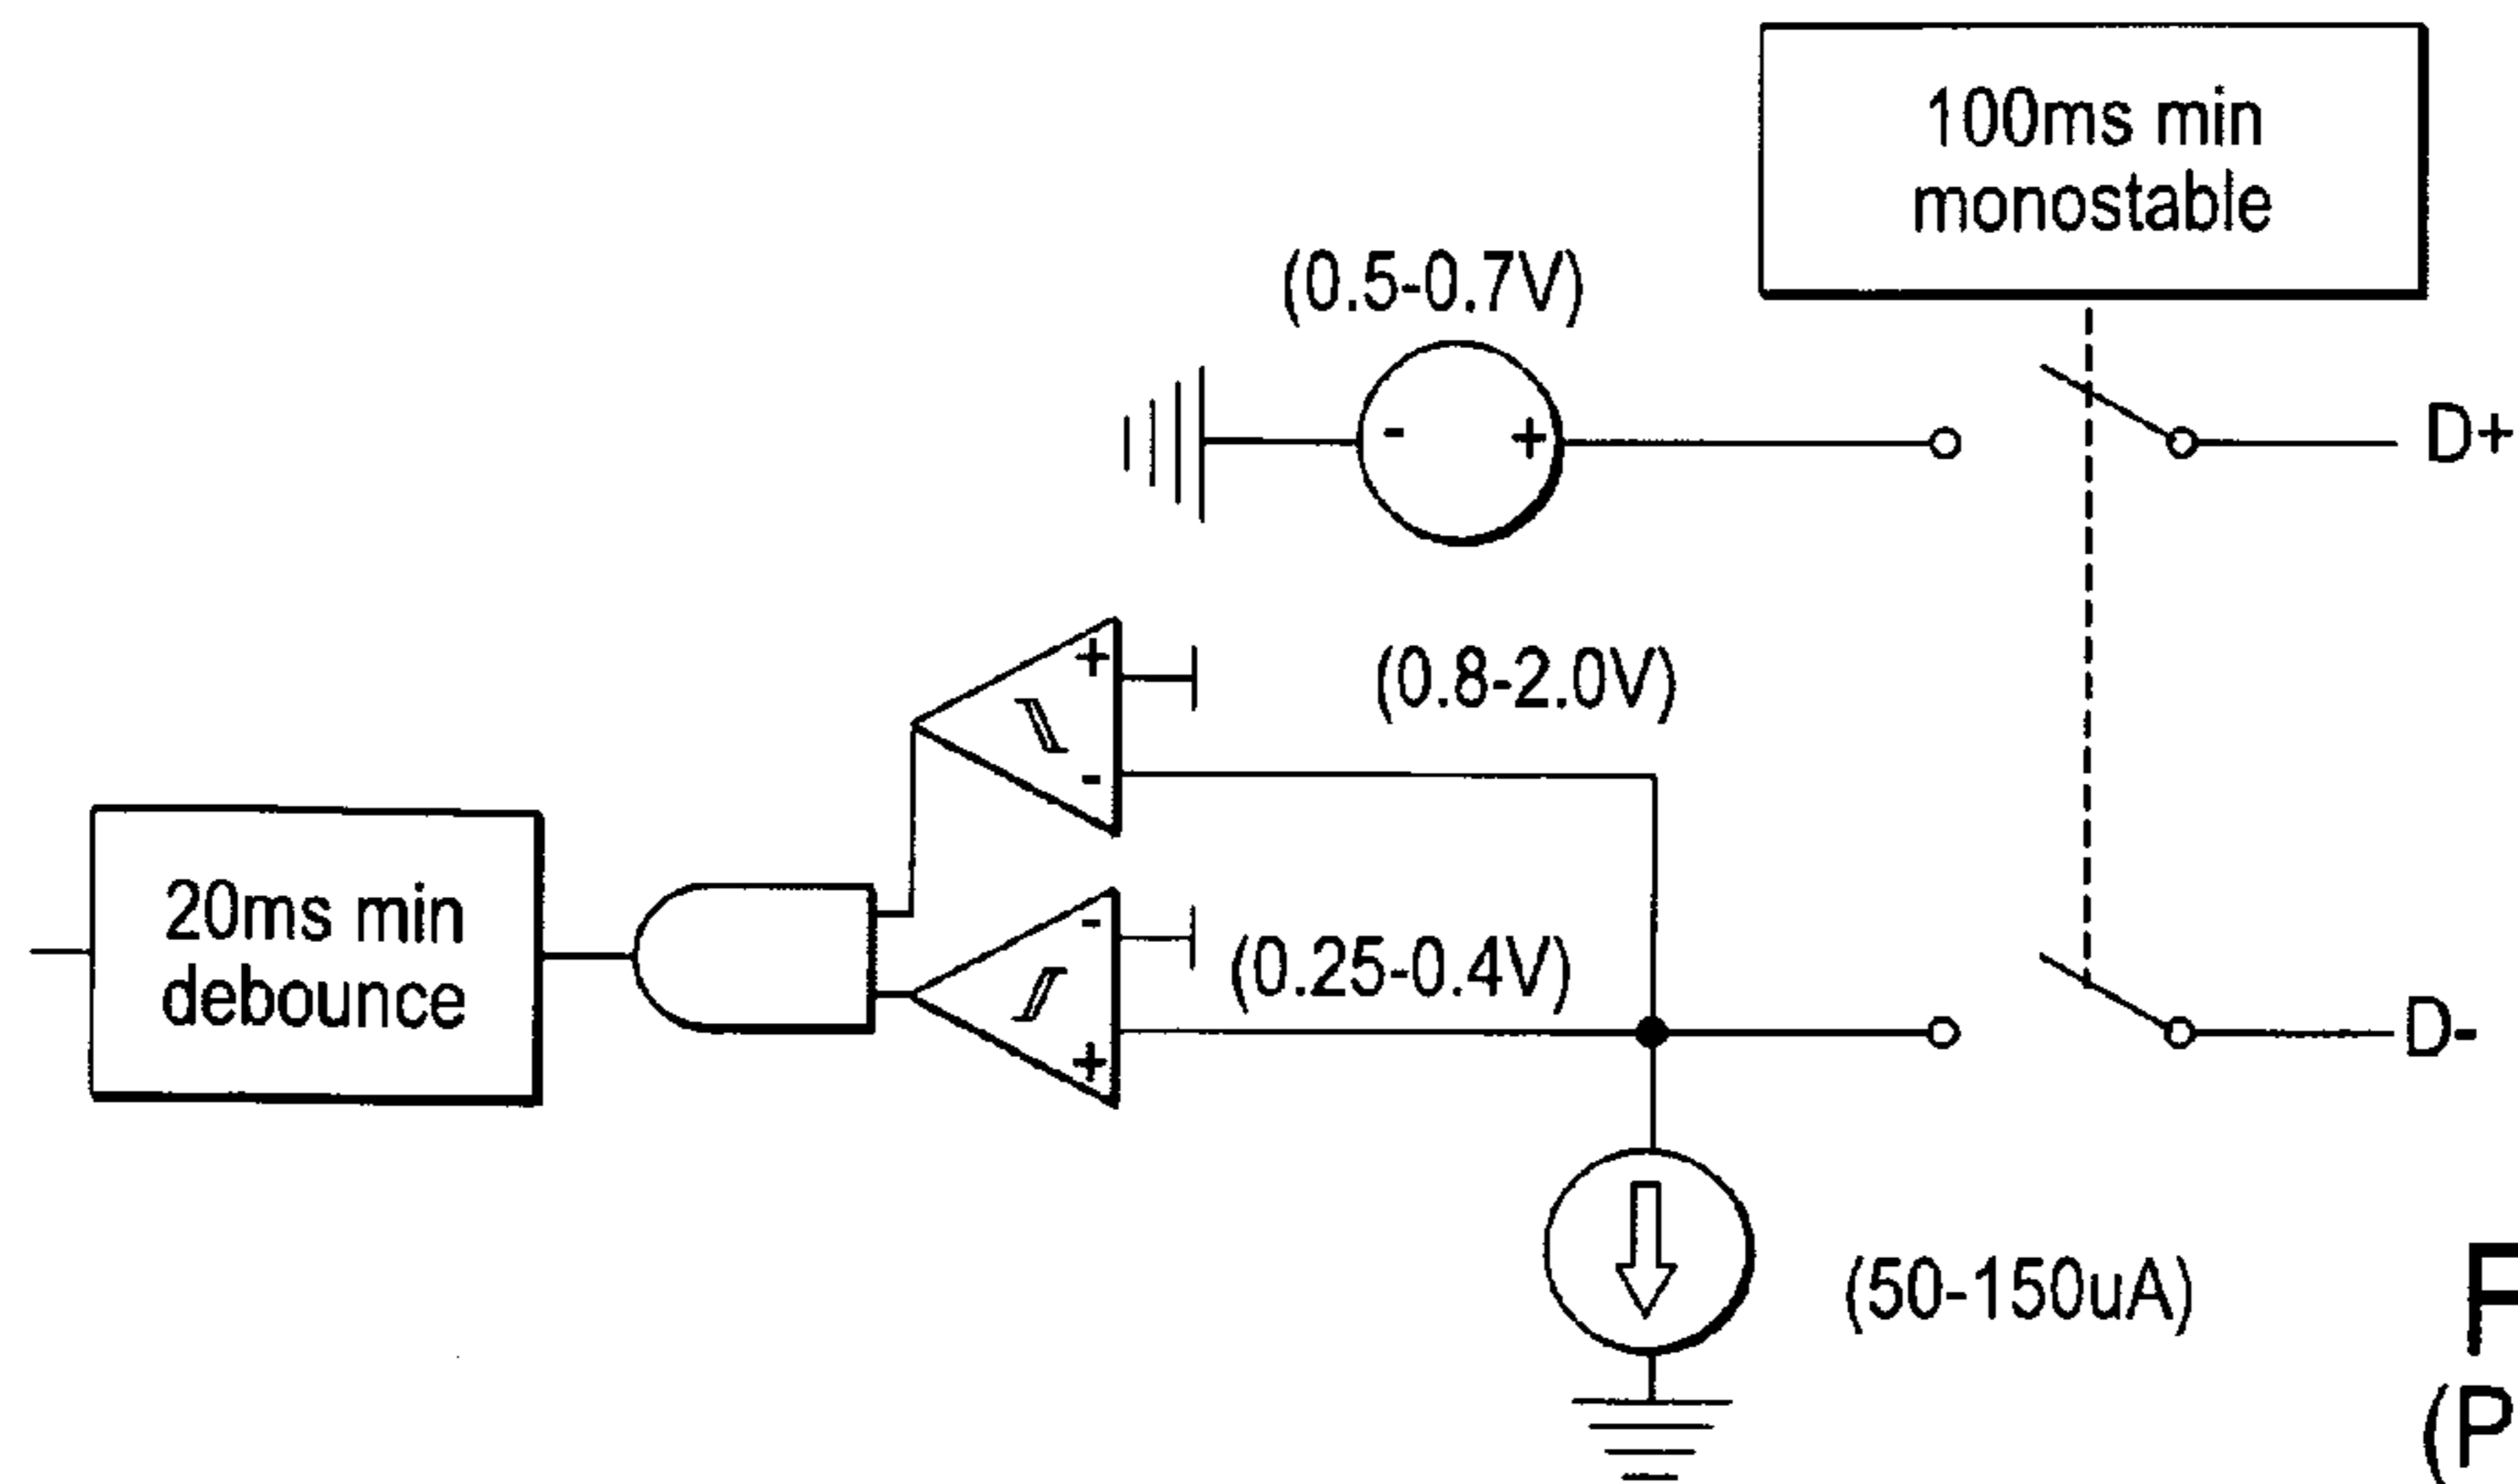 100ms min
monostable
(0.5-0.7V)
- +
D+
+
(0.8-2.0V)
-
20ms min
debounce
-
(0.25-0.4V)
+
D-
(50-150uA)
F
(P